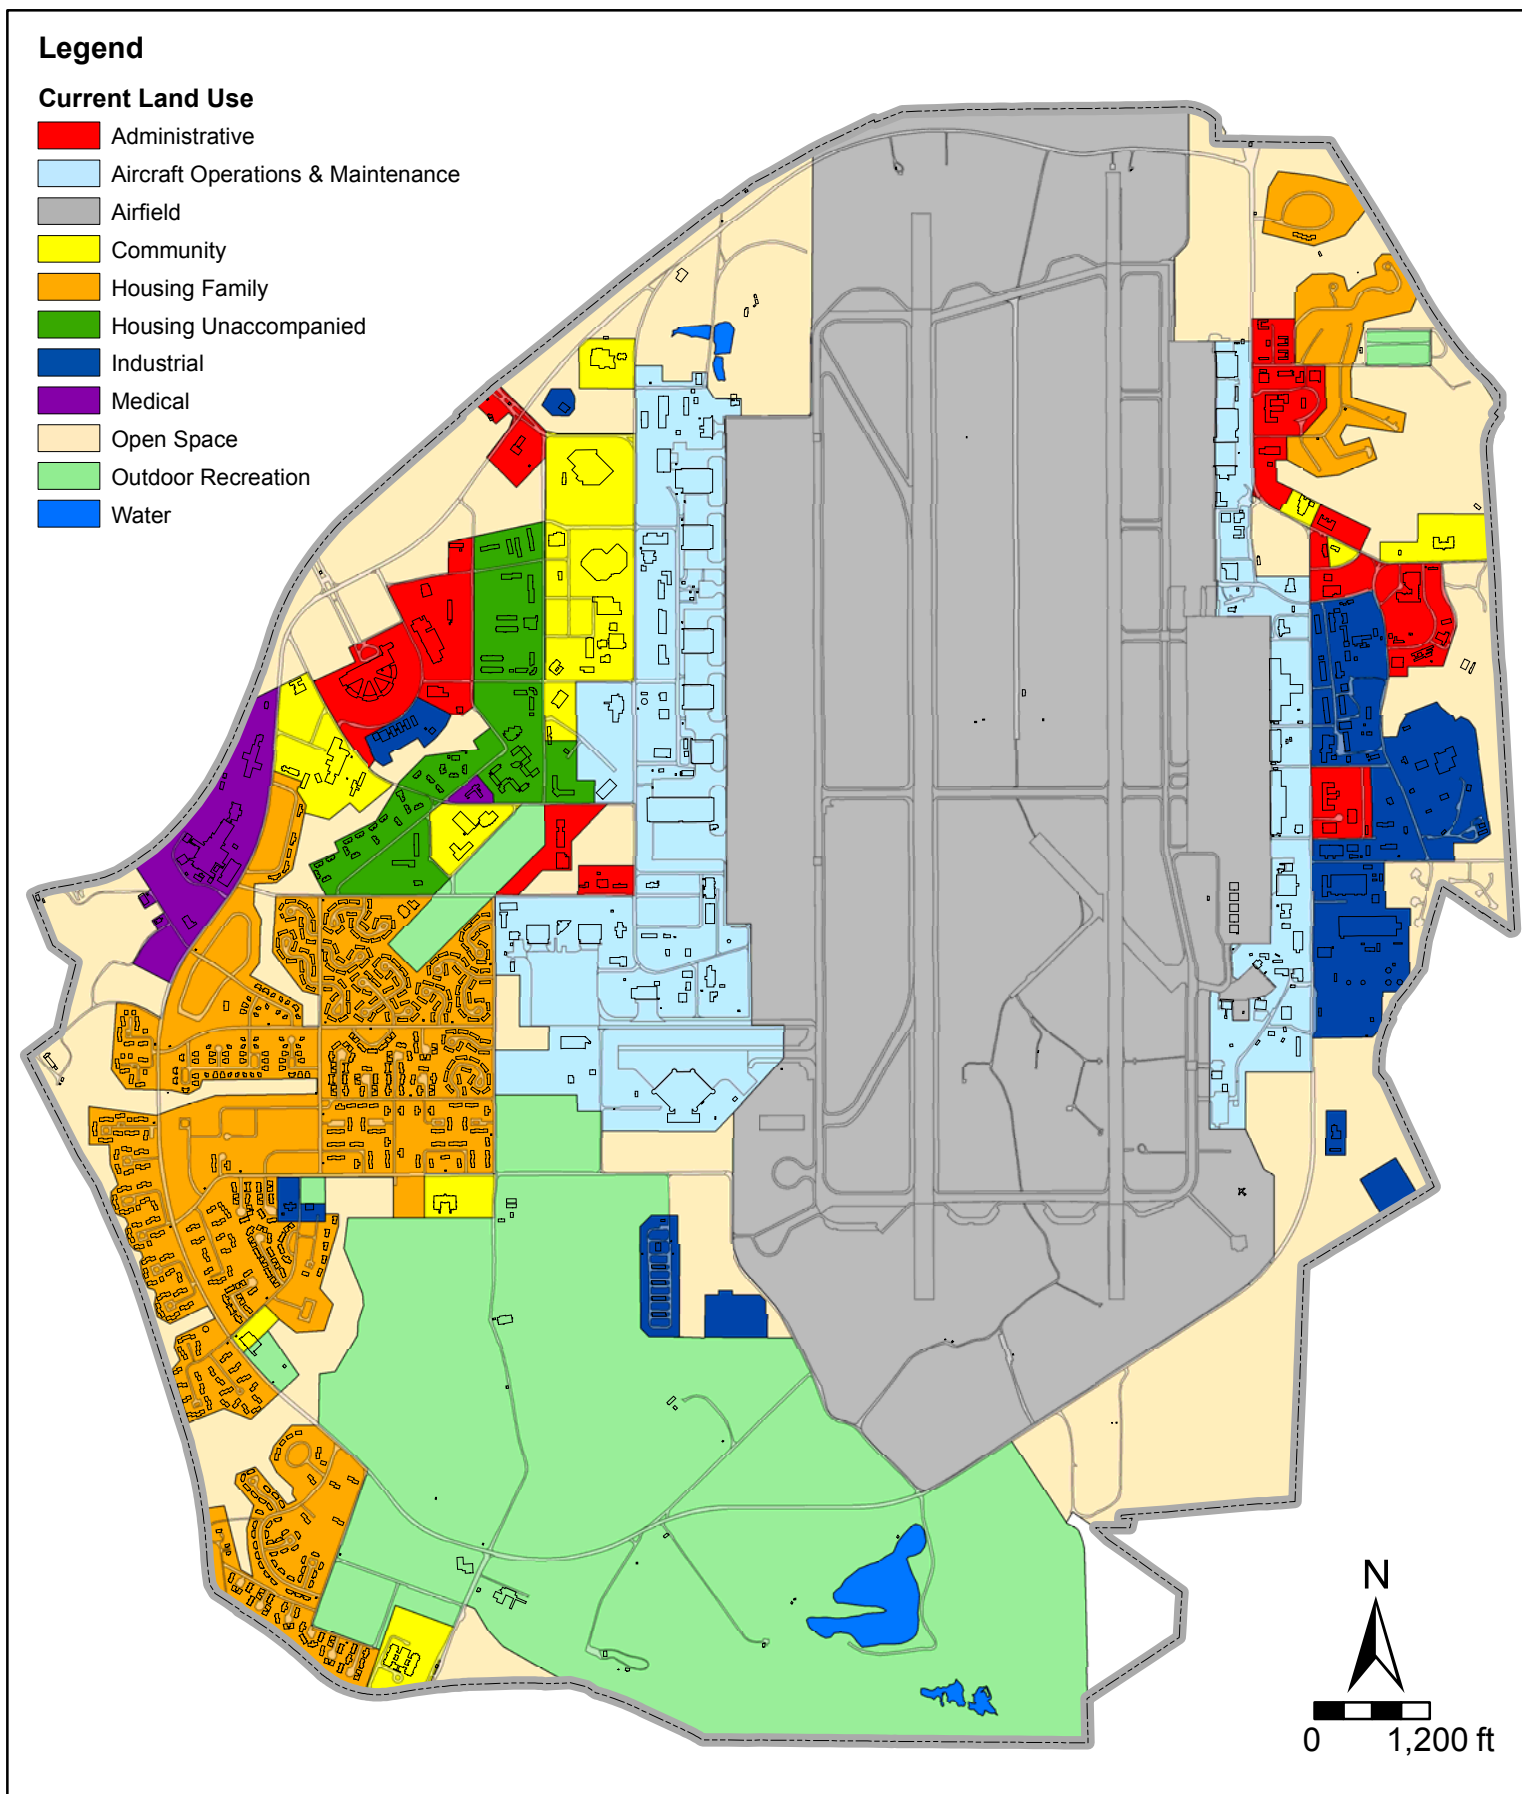 Legend
Current Land Use
Administrative
Aircraft Operations & Maintenance
Airfield
Community
Housing Family
Housing Unaccompanied
Industrial
Medical
Open Space
Outdoor Recreation
Water
N
0 1,200 ft